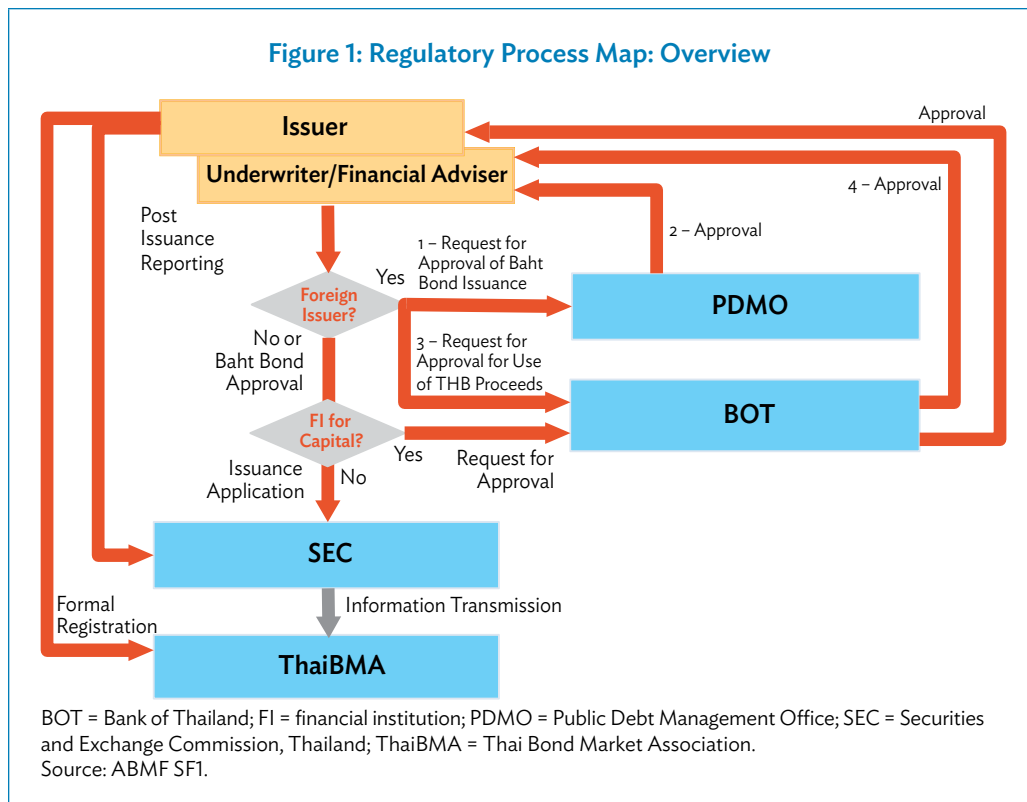 Figure 1: Regulatory Process Map: Overview
Issuer
Approval
Underwriter/Financial Adviser
4 – Approval
Post
Issuance
Reporting
2 – Approval
1 – Request for
Approval of Baht
Bond Issuance
Yes
Foreign
Issuer?
PDMO
No or
Baht Bond
Approval
3 – Request for
Approval for Use
of THB Proceeds
BOT
FI for
Capital?
Yes
Request for
Approval
Issuance
Application
No
SEC
Information Transmission
Formal
Registration
ThaiBMA
BOT = Bank of Thailand; FI = financial institution; PDMO = Public Debt Management Office; SEC = Securities
and Exchange Commission, Thailand; ThaiBMA = Thai Bond Market Association.
Source: ABMF SF1.